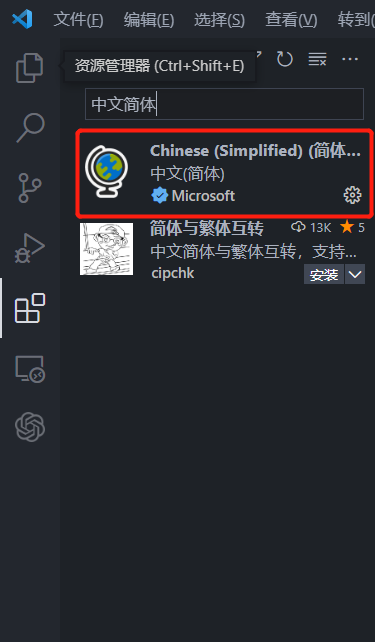 文件(F) 编辑(E) 选择(S) 查看(V) 转到(
资源管理器 (Ctrl+Shift+E)
中文简体
Chinese (Simplified) (简体...
中文(简体)
Microsoft
简体与繁体互转 13K 5
中文简体与繁体互转，支持...
cipchk 安装